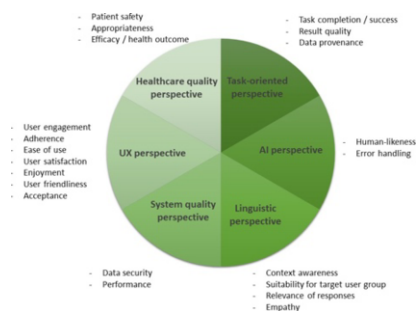 - Patient safety
- Appropriateness
- Efficacy / health outcome
- Task completion / success
- Result quality
- Data provenance
Healthcare quality
perspective
Task-oriented
perspective
- User engagement
- Adherence
- Ease of use
- User satisfaction
- Enjoyment
- User friendliness
- Acceptance
UX perspective
AI perspective
- Human-likeness
- Error handling
System quality
perspective
Linguistic
perspective
- Data security
- Performance
- Context awareness
- Suitability for target user group
- Relevance of responses
- Empathy